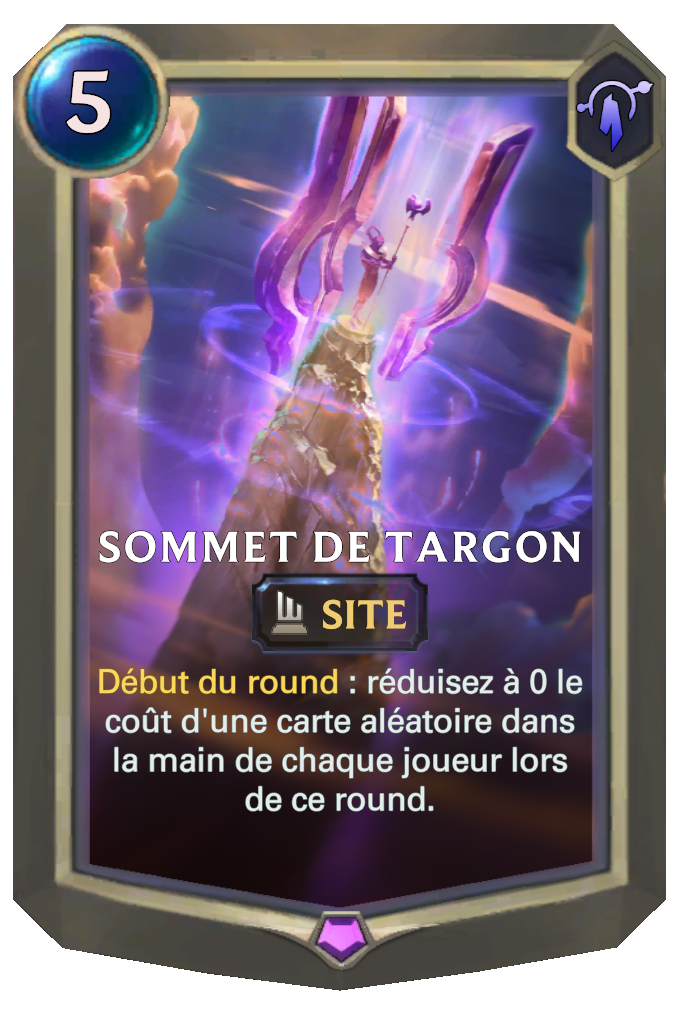 5
SOMMET DE TARGON
SITE
Début du round : réduisez à 0 le
coût d'une carte aléatoire dans
la main de chaque joueur lors
de ce round.